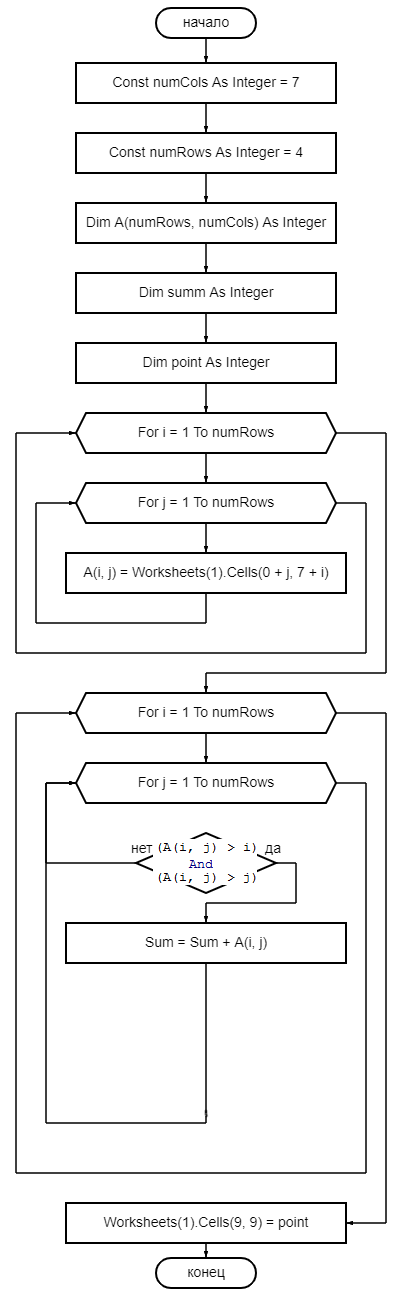 начало
Const numCols As Integer = 7
Const numRows As Integer = 4
Dim A(numRows, numCols) As Integer
Dim summ As Integer
Dim point As Integer
For i = 1 To numRows
For j = 1 To numRows
A(i, j) = Worksheets(1).Cells(0 + j, 7 + i)
For i = 1 To numRows
For j = 1 To numRows
нет (A(i, j) > i) да
And
(A(i, j) > j)
Sum = Sum + A(i, j)
Worksheets(1).Cells(9, 9) = point
конец